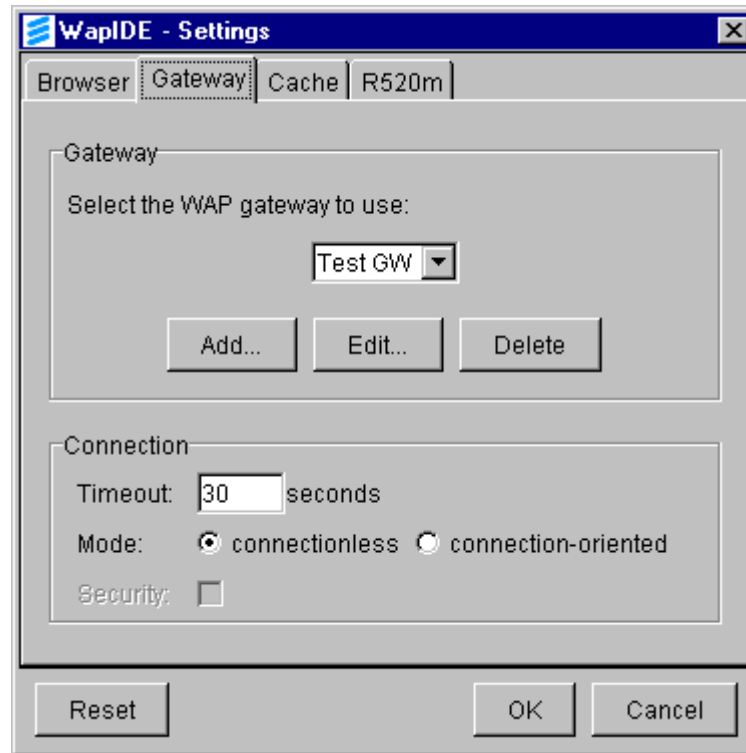 WapIDE - Settings
Browser Gateway Cache R520m
Gateway
Select the WAP gateway to use:
Test GW
Add... Edit... Delete
Connection
Timeout: 30 seconds
Mode: connectionless connection-oriented
Security:
Reset OK Cancel